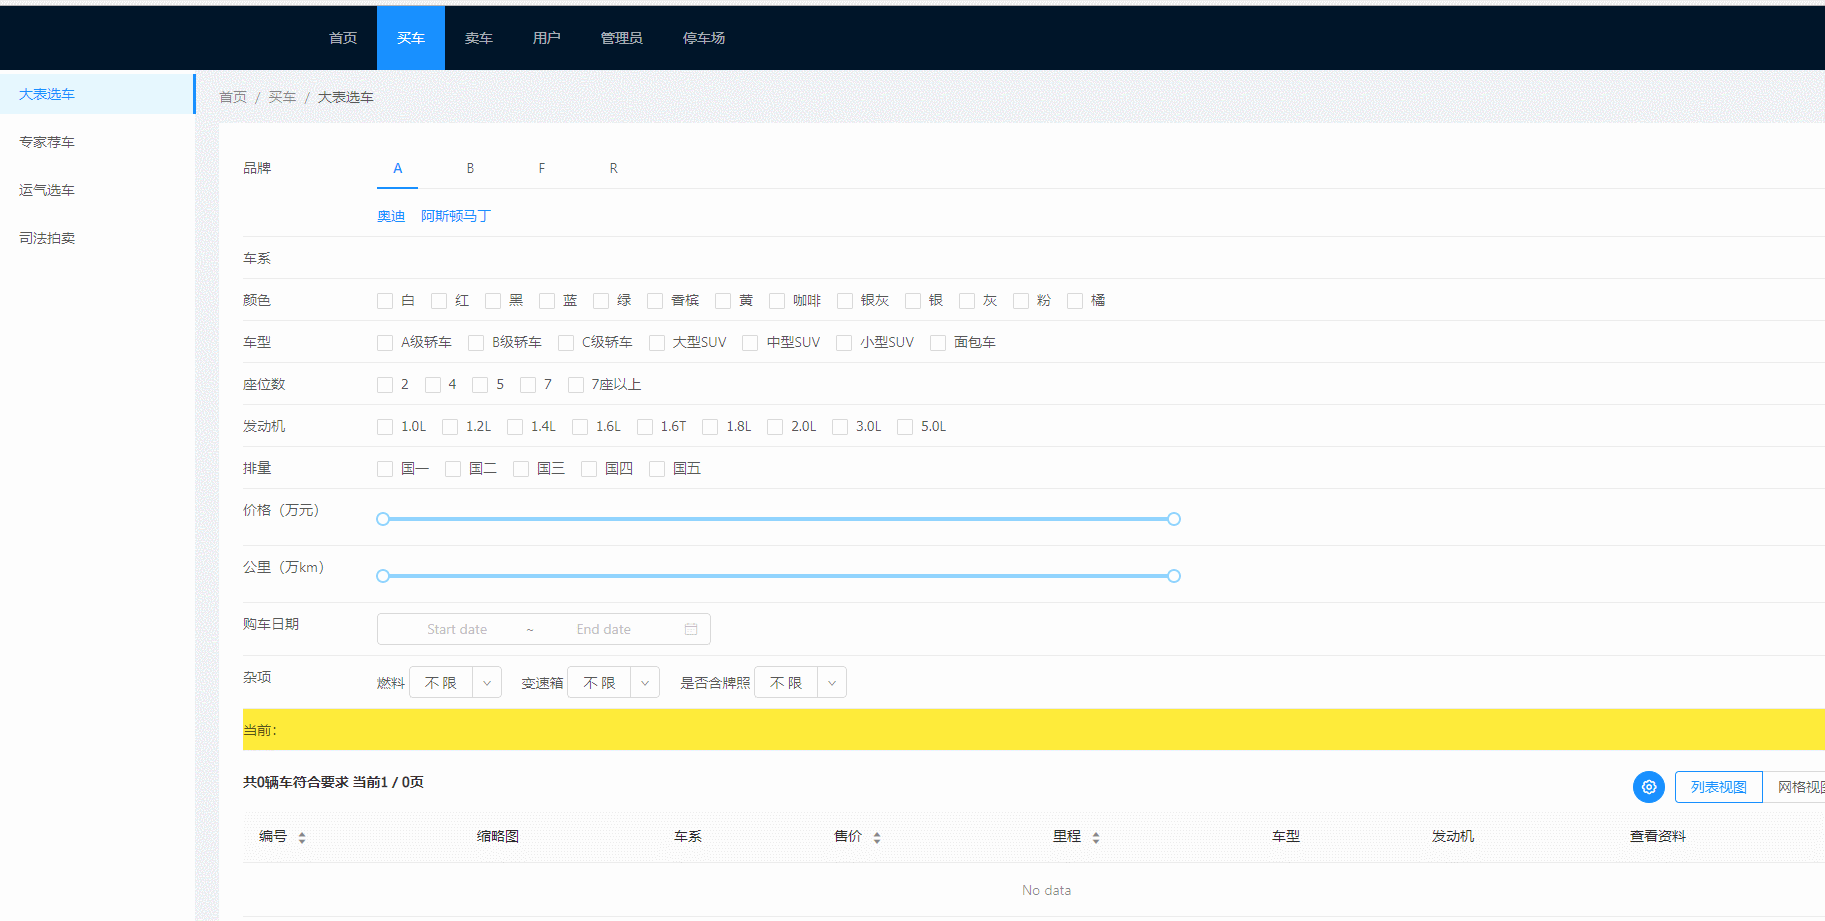 首页 买车 卖车 用户 管理员 停车场
大表选车
专家荐车
运气选车
司法拍卖
首页 / 买车 / 大表选车
品牌 A B F R
奥迪 阿斯顿马丁
车系
颜色 白 红 黑 蓝 绿 香槟 黄 咖啡 银灰 银 灰 粉 橘
车型 A级轿车 B级轿车 C级轿车 大型SUV 中型SUV 小型SUV 面包车
座位数 2 4 5 7 7座以上
发动机 1.0L 1.2L 1.4L 1.6L 1.6T 1.8L 2.0L 3.0L 5.0L
排量 国一 国二 国三 国四 国五
价格（万元）
公里（万km）
购车日期 Start date ~ End date
杂项 燃料 不限 变速箱 不限 是否含牌照 不限
当前：
共0辆车符合要求 当前1 / 0页 列表视图 网格视图
编号 缩略图 车系 售价 里程 车型 发动机 查看资料
No data